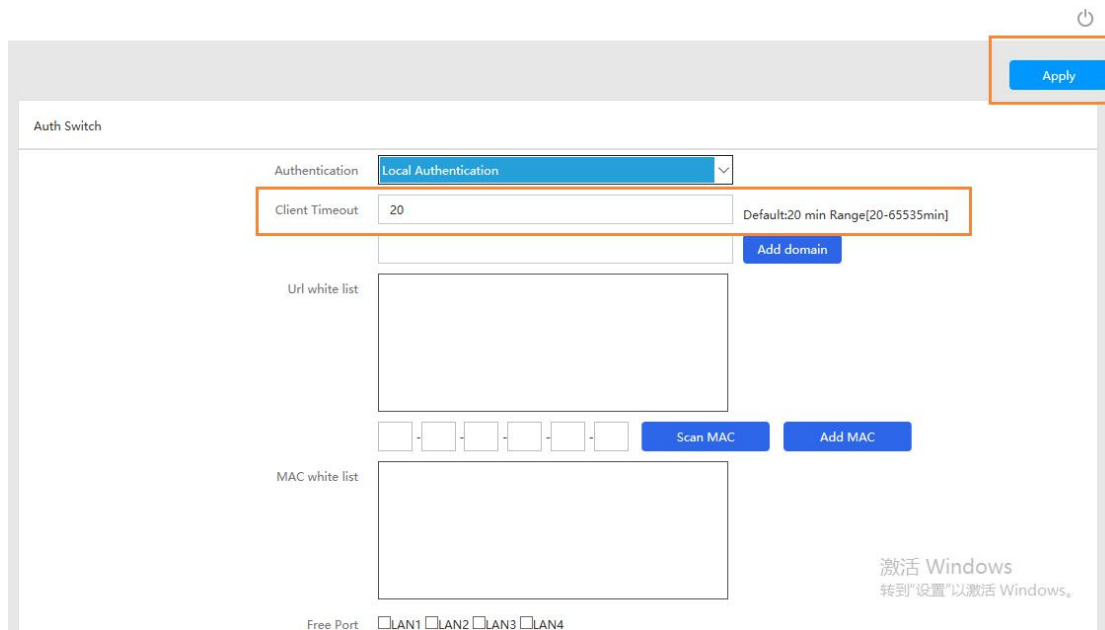 Apply
Auth Switch
Authentication Local Authentication
Client Timeout 20 Default:20 min Range[20-65535min]
Add domain
Url white list
- - - - - Scan MAC Add MAC
MAC white list
激活 Windows
转到"设置"以激活 Windows。
Free Port LAN1 LAN2 LAN3 LAN4